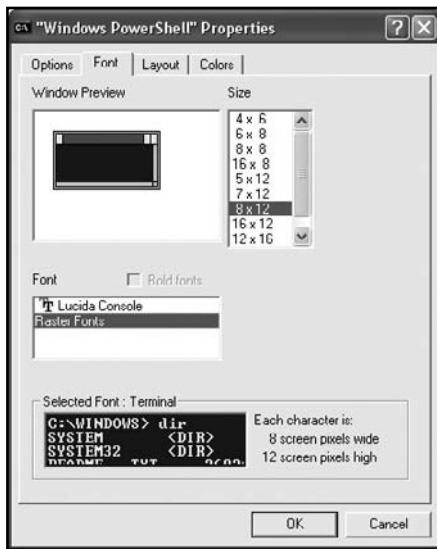 C:\ "Windows PowerShell" Properties
Options Font Layout Colors
Window Preview
Size
4 x 6
6 x 8
8 x 8
16 x 8
5 x 12
7 x 12
8 x 12
16 x 12
12 x 16
Font
Bold fonts
Lucida Console
Raster Fonts
Selected Font : Terminal
C:\WINDOWS> dir
SYSTEM <DIR>
SYSTEM32 <DIR>
README TXT
Each character is:
8 screen pixels wide
12 screen pixels high
OK Cancel